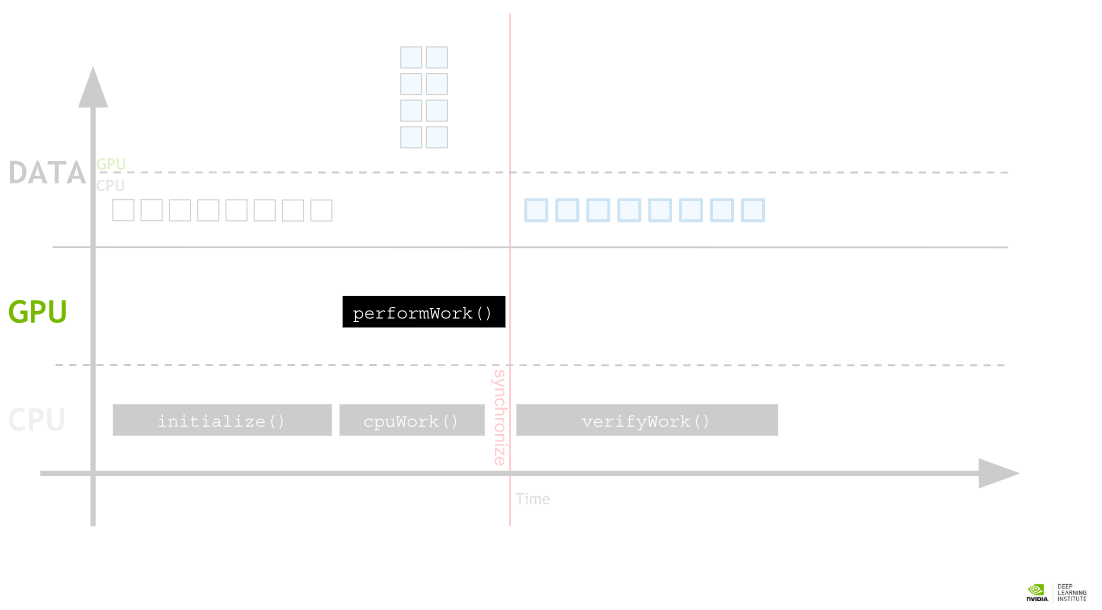 DATA
GPU
CPU
GPU
performWork()
synchronize
CPU
initialize()
cpuWork()
verifyWork()
Time
NVIDIA
DEEP
LEARNING
INSTITUTE